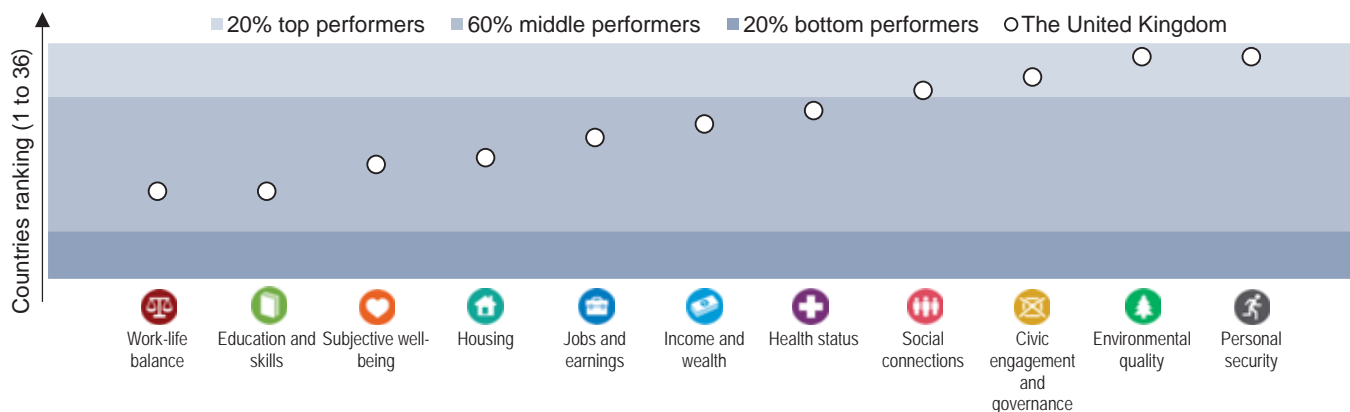 20% top performers 60% middle performers 20% bottom performers The United Kingdom
Countries ranking (1 to 36)
Work-life
balance
Education and
skills
Subjective well-
being
Housing
Jobs and
earnings
Income and
wealth
Health status
Social
connections
Civic
engagement
and
governance
Environmental
quality
Personal
security